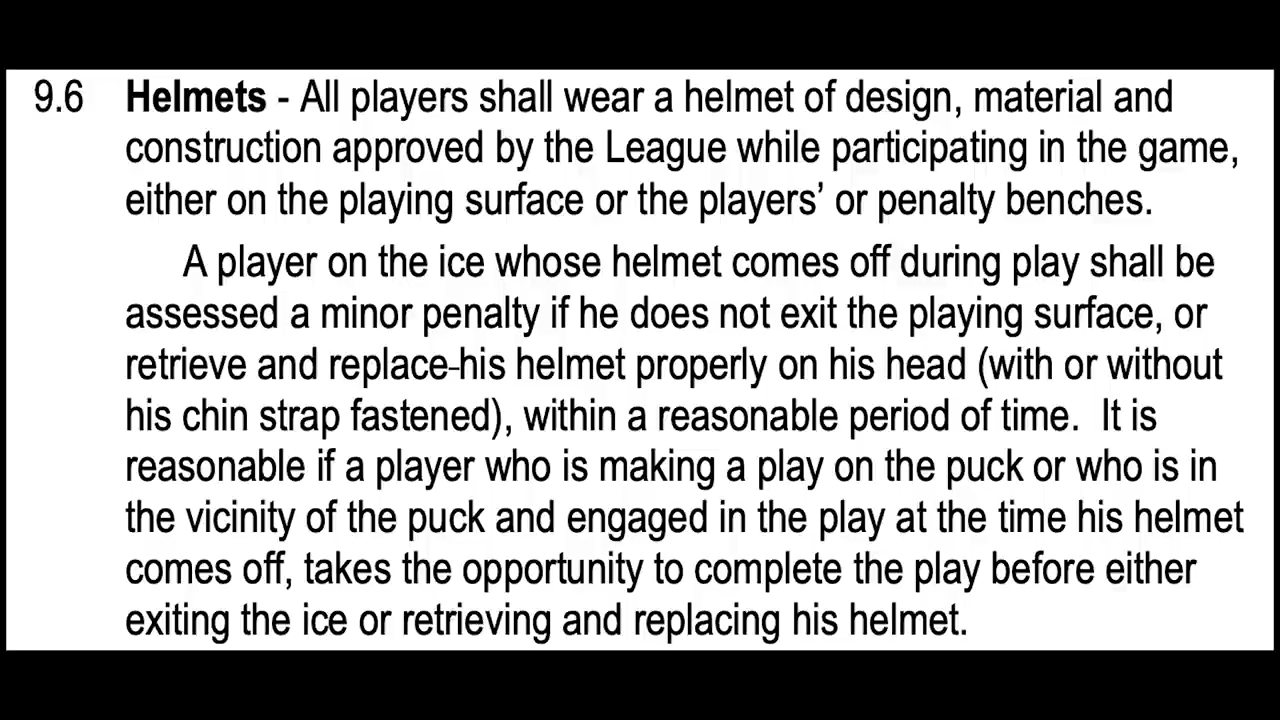 9.6 Helmets - All players shall wear a helmet of design, material and
construction approved by the League while participating in the game,
either on the playing surface or the players’ or penalty benches.
A player on the ice whose helmet comes off during play shall be
assessed a minor penalty if he does not exit the playing surface, or
retrieve and replace-his helmet properly on his head (with or without
his chin strap fastened), within a reasonable period of time.  It is
reasonable if a player who is making a play on the puck or who is in
the vicinity of the puck and engaged in the play at the time his helmet
comes off, takes the opportunity to complete the play before either
exiting the ice or retrieving and replacing his helmet.